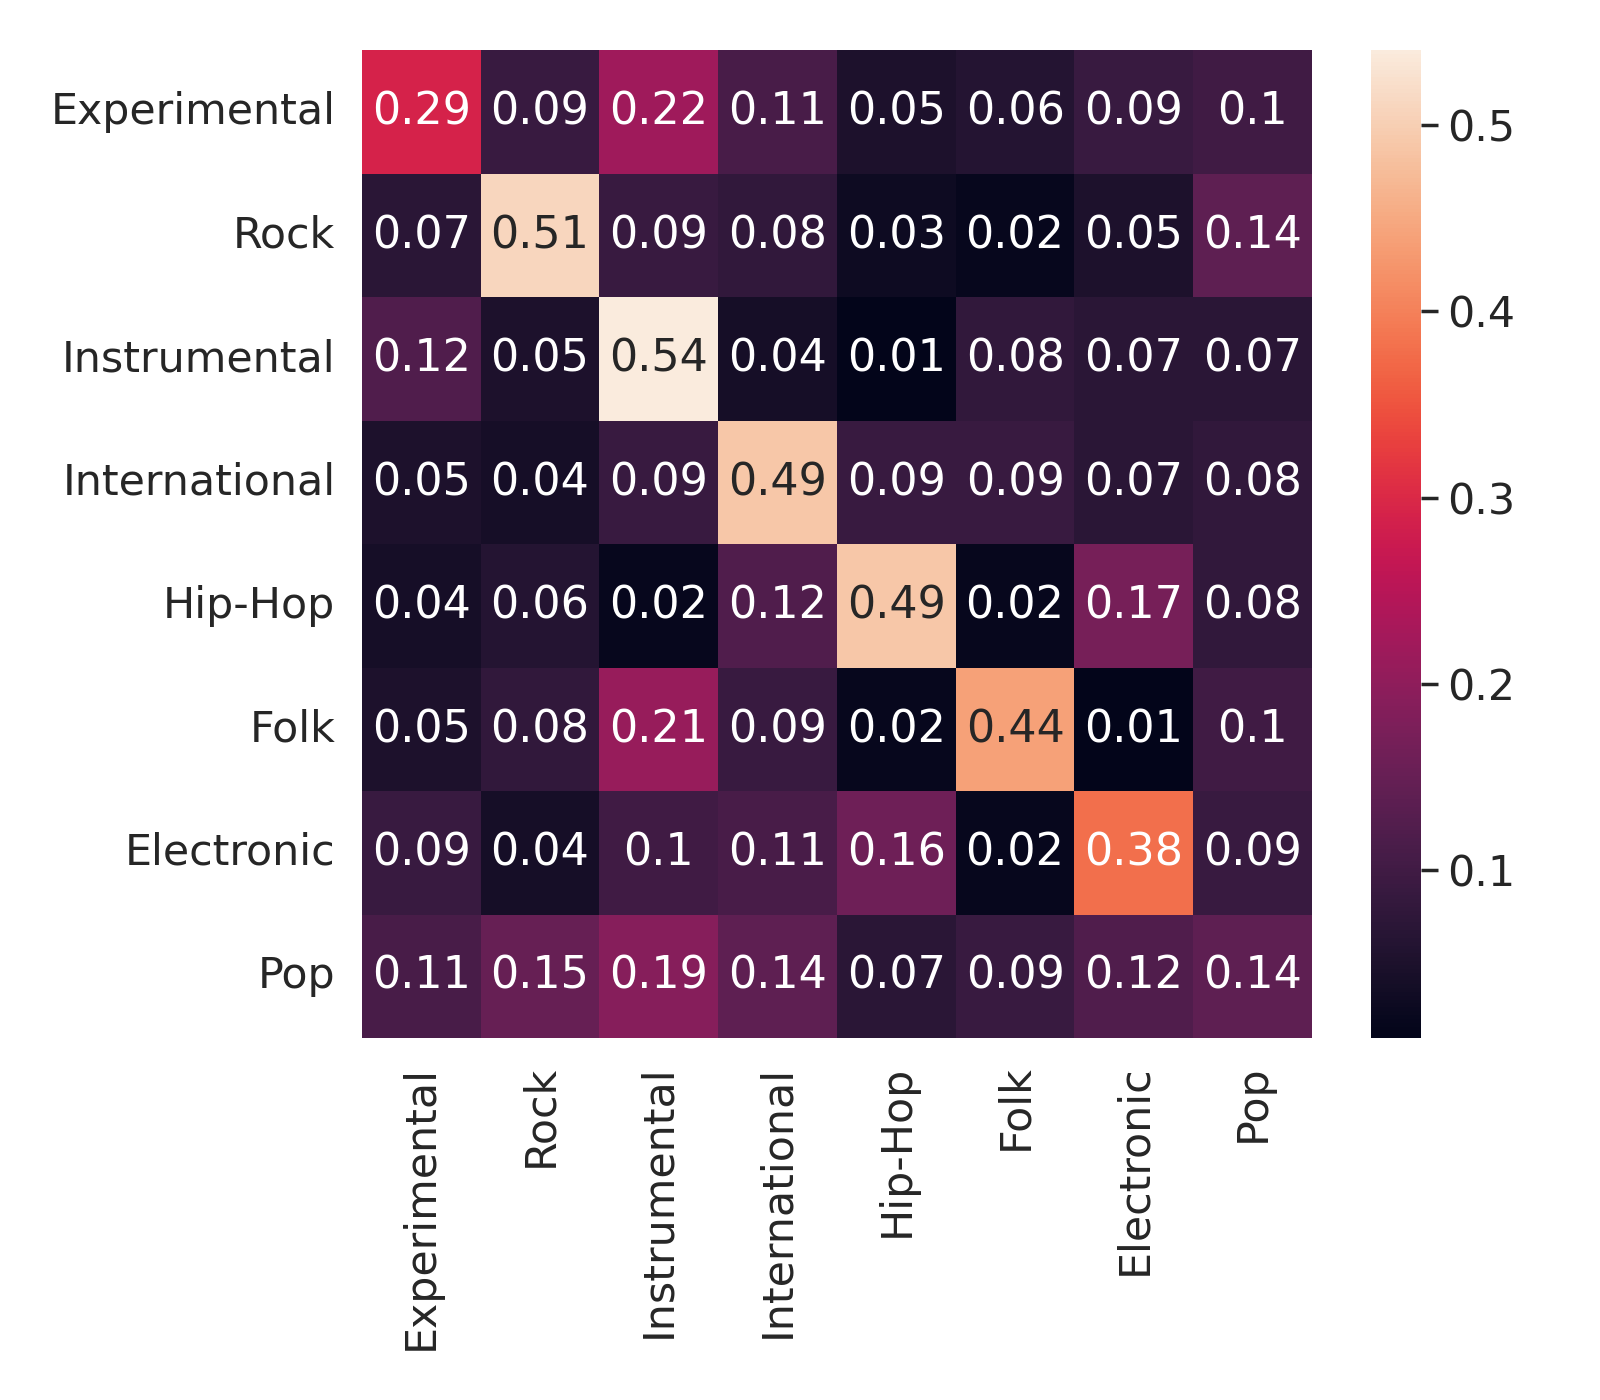 Experimental 0.29 0.09 0.22 0.11 0.05 0.06 0.09 0.1
Rock 0.07 0.51 0.09 0.08 0.03 0.02 0.05 0.14
Instrumental 0.12 0.05 0.54 0.04 0.01 0.08 0.07 0.07
International 0.05 0.04 0.09 0.49 0.09 0.09 0.07 0.08
Hip-Hop 0.04 0.06 0.02 0.12 0.49 0.02 0.17 0.08
Folk 0.05 0.08 0.21 0.09 0.02 0.44 0.01 0.1
Electronic 0.09 0.04 0.1 0.11 0.16 0.02 0.38 0.09
Pop 0.11 0.15 0.19 0.14 0.07 0.09 0.12 0.14
Experimental
Rock
Instrumental
International
Hip-Hop
Folk
Electronic
Pop
0.5
0.4
0.3
0.2
0.1